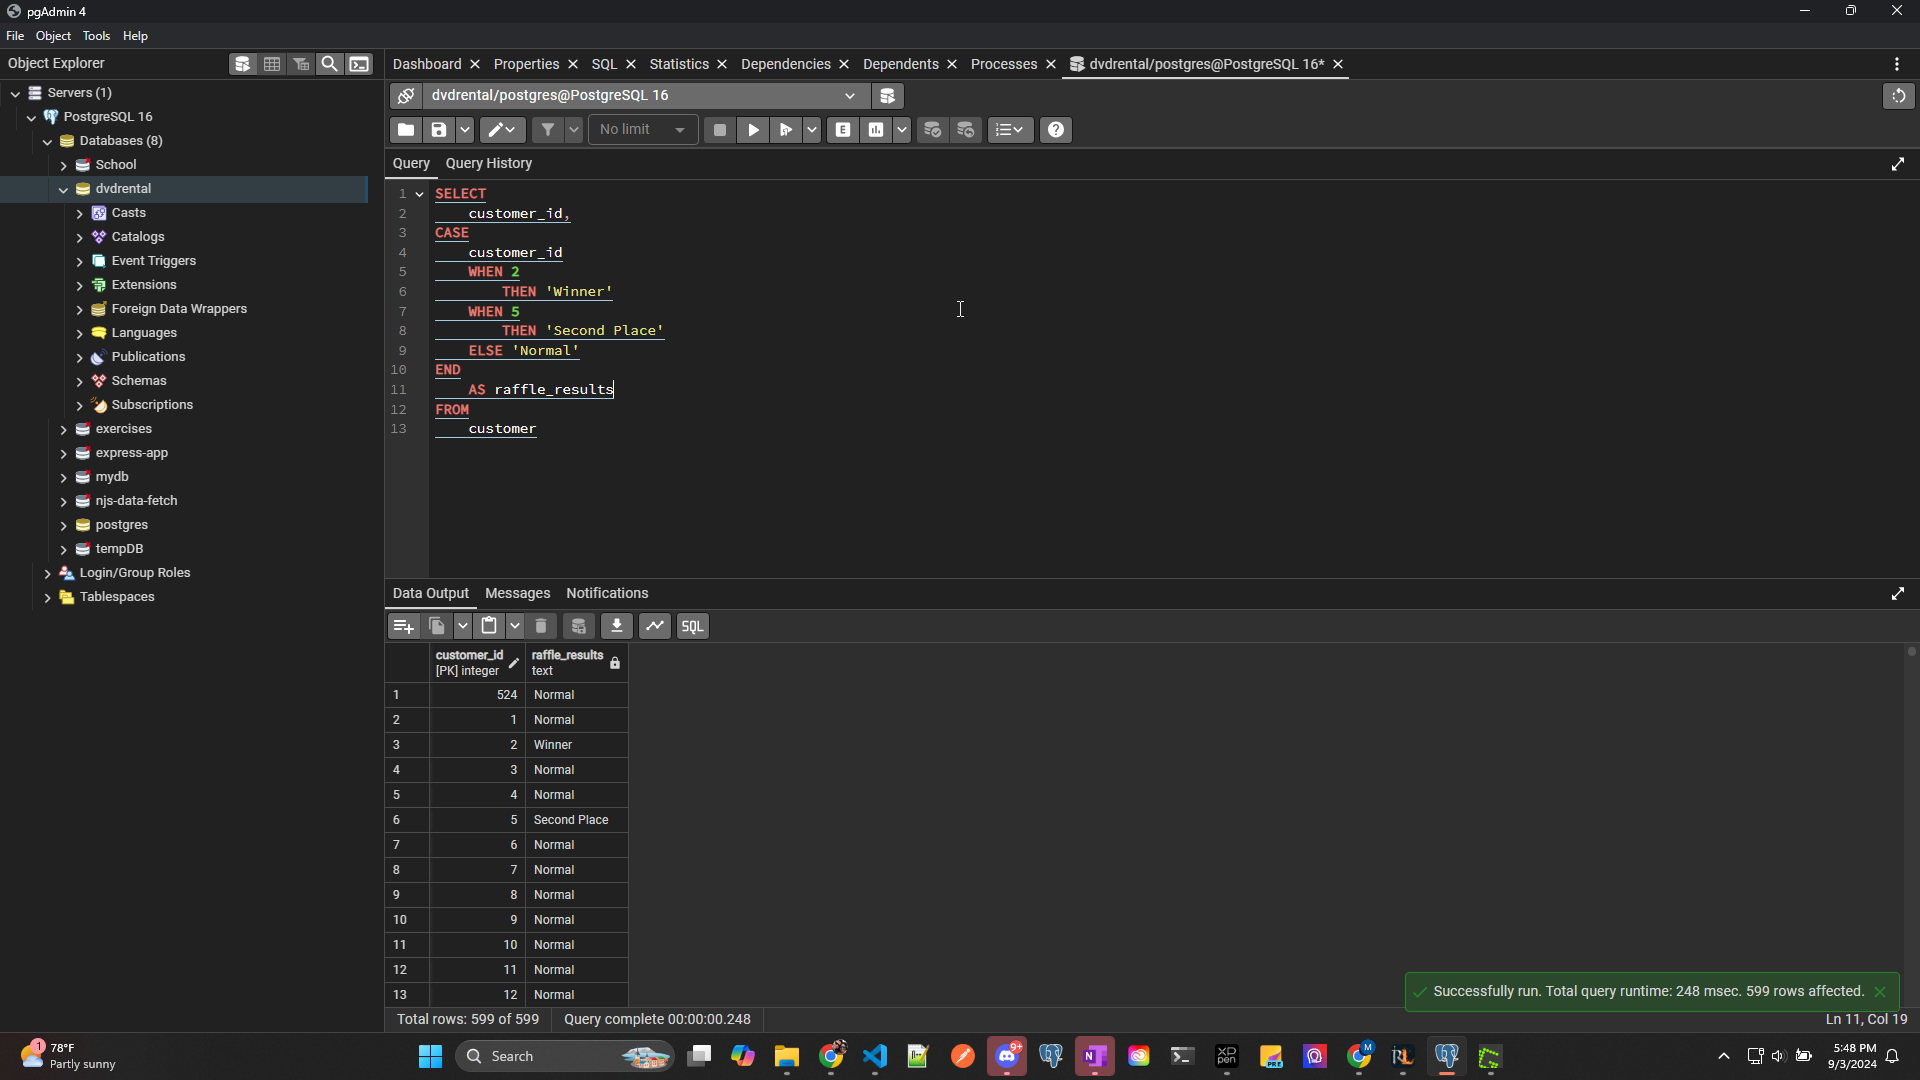 pgAdmin 4
File Object Tools Help
Object Explorer
Dashboard Properties SQL Statistics Dependencies Dependents Processes dvdrental/postgres@PostgreSQL 16*
Servers (1)
PostgreSQL 16
Databases (8)
School
dvdrental
Casts
Catalogs
Event Triggers
Extensions
Foreign Data Wrappers
Languages
Publications
Schemas
Subscriptions
exercises
express-app
mydb
njs-data-fetch
postgres
tempDB
Login/Group Roles
Tablespaces
dvdrental/postgres@PostgreSQL 16
No limit
E
Query Query History
1 SELECT
2 customer_id,
3 CASE
4 customer_id
5 WHEN 2
6 THEN 'Winner'
7 WHEN 5
8 THEN 'Second Place'
9 ELSE 'Normal'
10 END
11 AS raffle_results
12 FROM
13 customer
Data Output Messages Notifications
SQL
customer_id raffle_results
[PK] integer text
1 524 Normal
2 1 Normal
3 2 Winner
4 3 Normal
5 4 Normal
6 5 Second Place
7 6 Normal
8 7 Normal
9 8 Normal
10 9 Normal
11 10 Normal
12 11 Normal
13 12 Normal
Successfully run. Total query runtime: 248 msec. 599 rows affected.
Total rows: 599 of 599 Query complete 00:00:00.248 Ln 11, Col 19
1
78°F
Partly sunny
Search
9+
N
XP
pen
PRE
M
RL
5:48 PM
9/3/2024